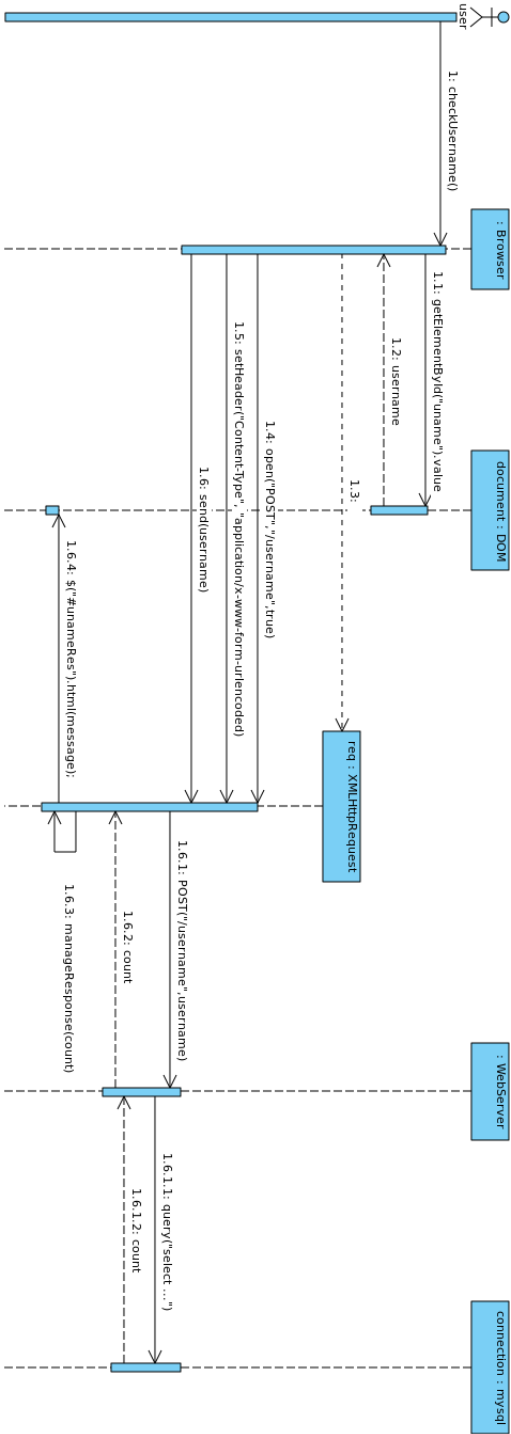 user
: Browser
document : DOM
req : XMLHttpRequest
: WebServer
connection : mysql
1: checkUsername()
1.1: getElementById("uname").value
1.2: username
1.3:
1.4: open("POST","/username",true)
1.5: setHeader("Content-Type", "application/x-www-form-urlencoded)
1.6: send(username)
1.6.1: POST("/username",username)
1.6.1.1: query("select ...")
1.6.1.2: count
1.6.2: count
1.6.3: manageResponse(count)
1.6.4: $("#unameRes").html(message);